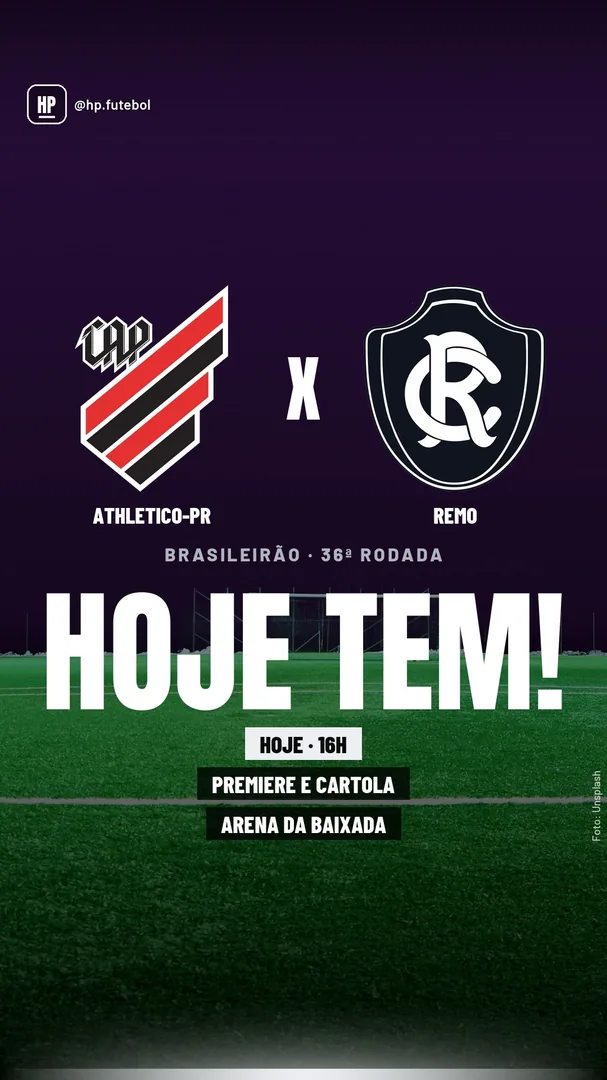 HP
@hp.futebol
CAP
X
CR
ATHLETICO-PR
REMO
BRASILEIRÃO · 36ª RODADA
HOJE TEM!
HOJE · 16H
PREMIERE E CARTOLA
ARENA DA BAIXADA
Foto: Unsplash